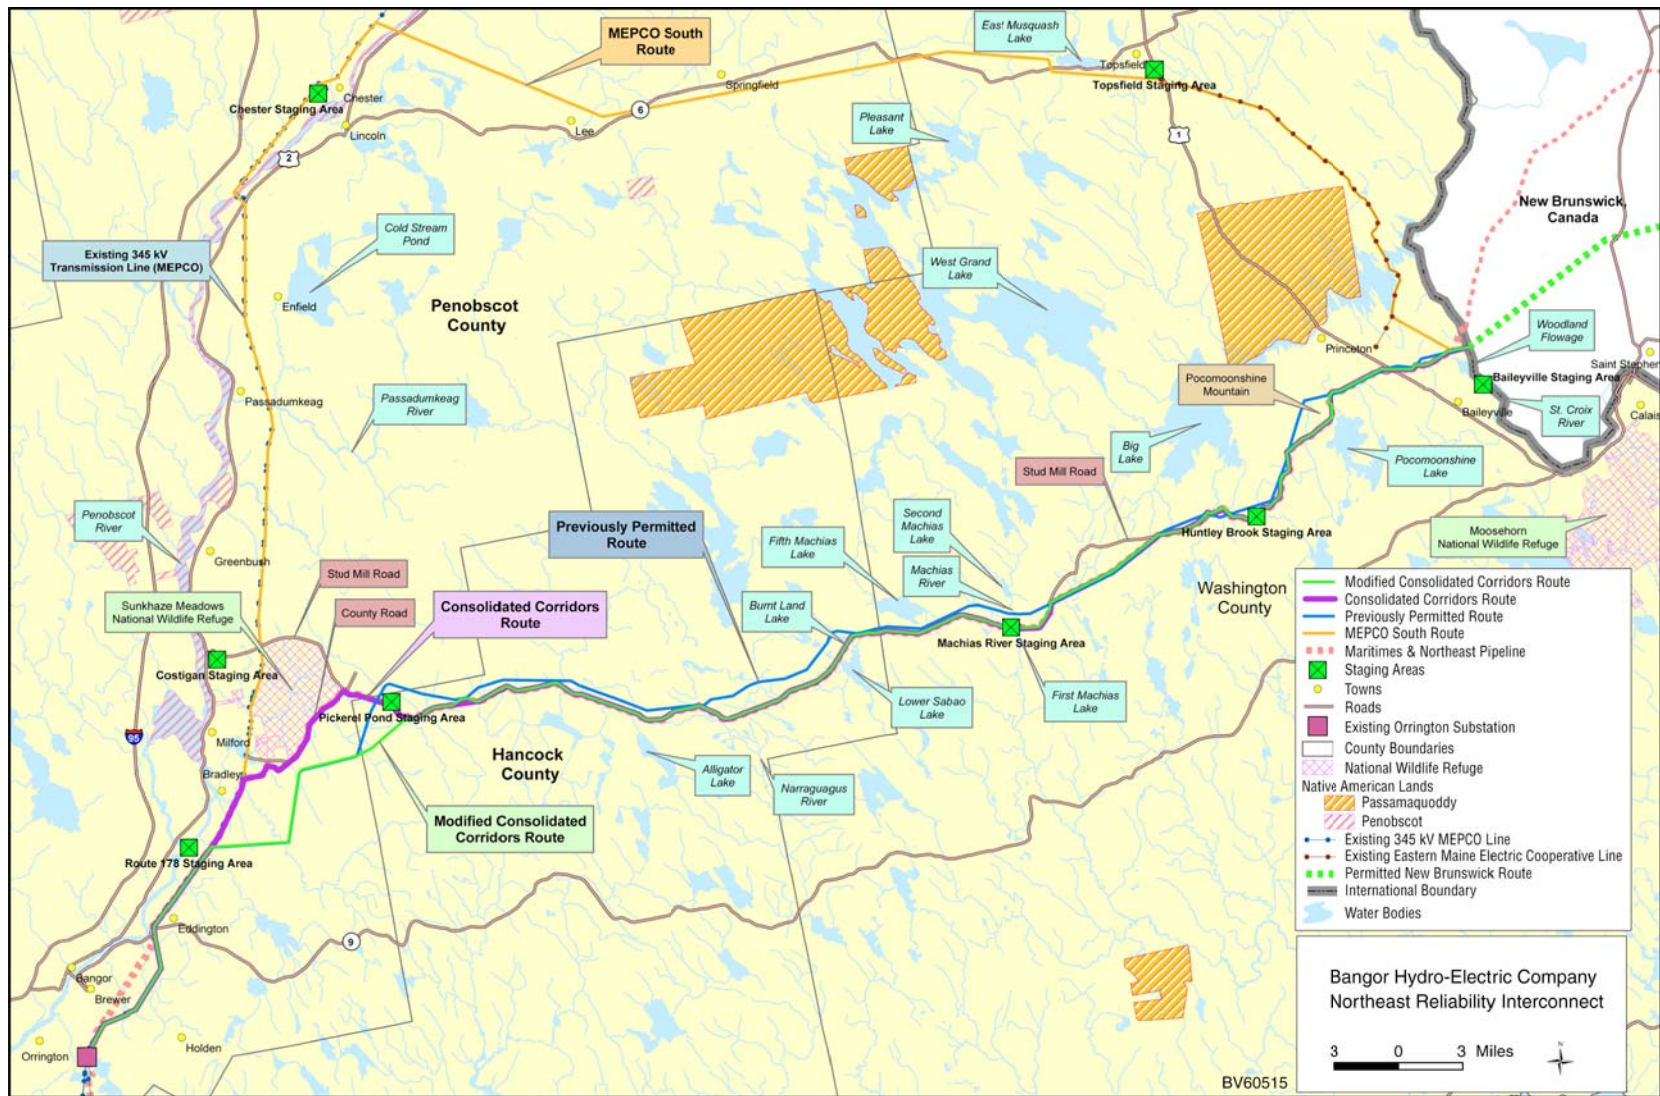 MEPCO South
Route
East Musquash
Lake
Topsfield
Topsfield Staging Area
Springfield
Chester
Chester Staging Area
Lincoln
Lee
6
2
1
Pleasant
Lake
New Brunswick,
Canada
Cold Stream
Pond
Existing 345 kV
Transmission Line (MEPCO)
West Grand
Lake
Enfield
Penobscot
County
Woodland
Flowage
Princeton
Saint Stephen
Baileyville Staging Area
Pocomoonshine
Mountain
Passadumkeag
Passadumkeag
River
Baileyville
St. Croix
River
Calais
Big
Lake
Stud Mill Road
Pocomoonshine
Lake
Penobscot
River
Previously Permitted
Route
Second
Machias
Lake
Fifth Machias
Lake
Huntley Brook Staging Area
Moosehorn
National Wildlife Refuge
Greenbush
Stud Mill Road
Machias
River
Washington
County
Sunkhaze Meadows
National Wildlife Refuge
County Road
Consolidated Corridors
Route
Burnt Land
Lake
Machias River Staging Area
Costigan Staging Area
Pickerel Pond Staging Area
Lower Sabao
Lake
First Machias
Lake
95
Milford
Hancock
County
Bradley
Alligator
Lake
Narraguagus
River
Modified Consolidated
Corridors Route
Route 178 Staging Area
Eddington
9
Bangor
Brewer
Orrington
Holden
Modified Consolidated Corridors Route
Consolidated Corridors Route
Previously Permitted Route
MEPCO South Route
Maritimes & Northeast Pipeline
Staging Areas
Towns
Roads
Existing Orrington Substation
County Boundaries
National Wildlife Refuge
Native American Lands
Passamaquoddy
Penobscot
Existing 345 kV MEPCO Line
Existing Eastern Maine Electric Cooperative Line
Permitted New Brunswick Route
International Boundary
Water Bodies
Bangor Hydro-Electric Company
Northeast Reliability Interconnect
3 0 3 Miles
N
BV60515